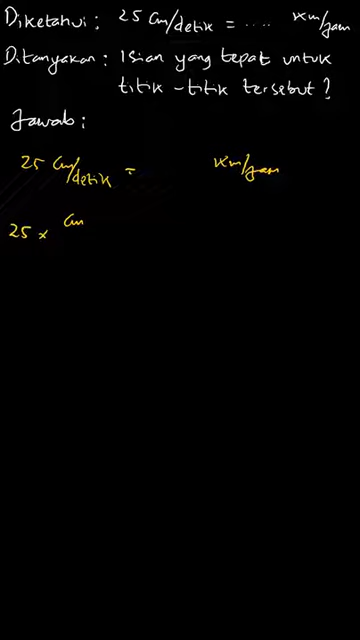 Diketahui : 25 Cm/detik = .... Km/jam
Ditanyakan : Isian yang tepat untuk
titik-titik tersebut ?
Jawab :
25 Cm/detik = Km/jam
25 x Cm